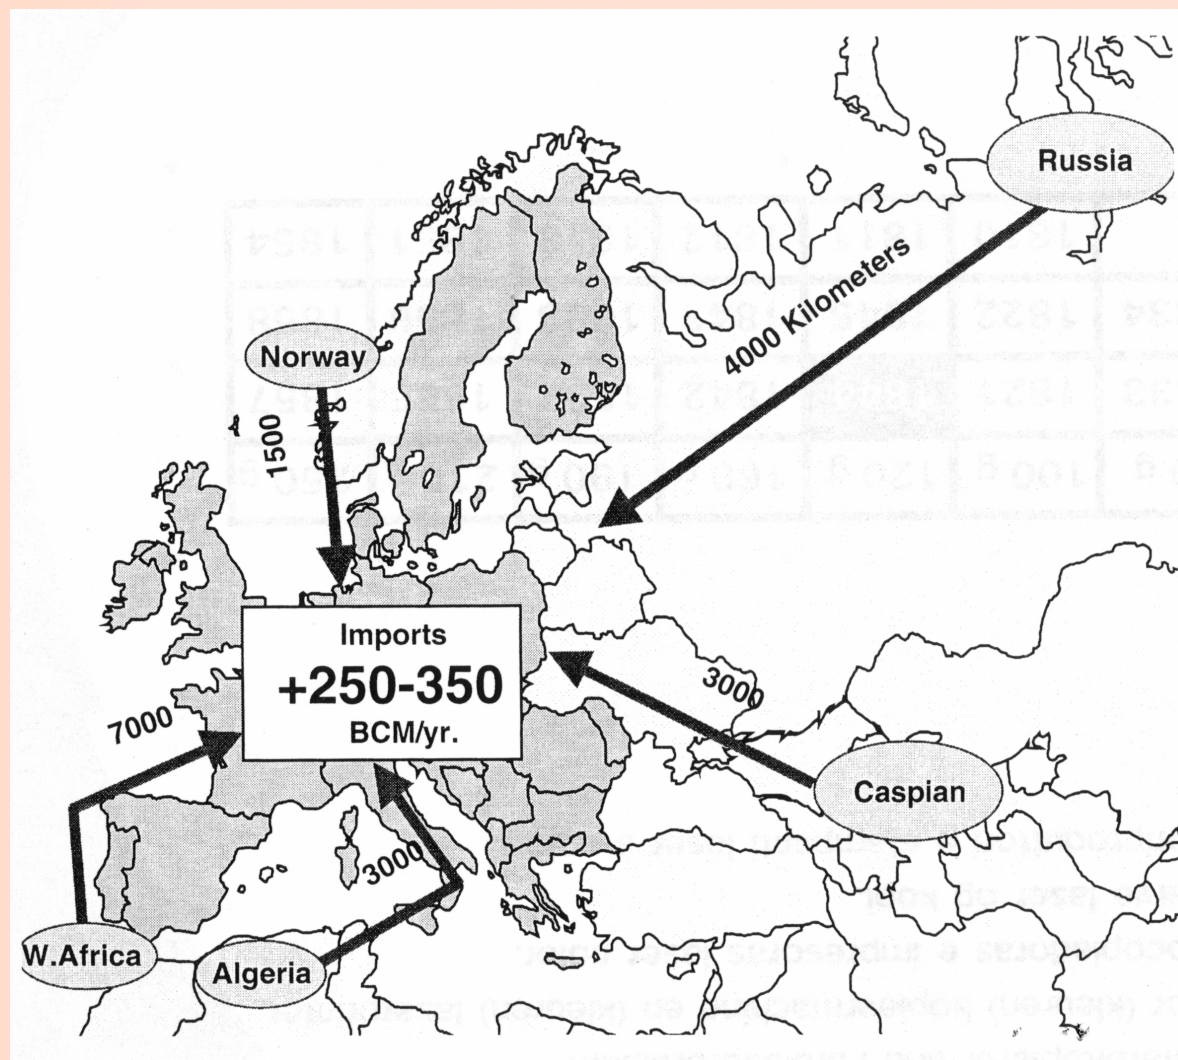 Russia
4000 Kilometers
Norway
1500
Imports
+250-350
BCM/yr.
3000
7000
Caspian
3000
W.Africa
Algeria